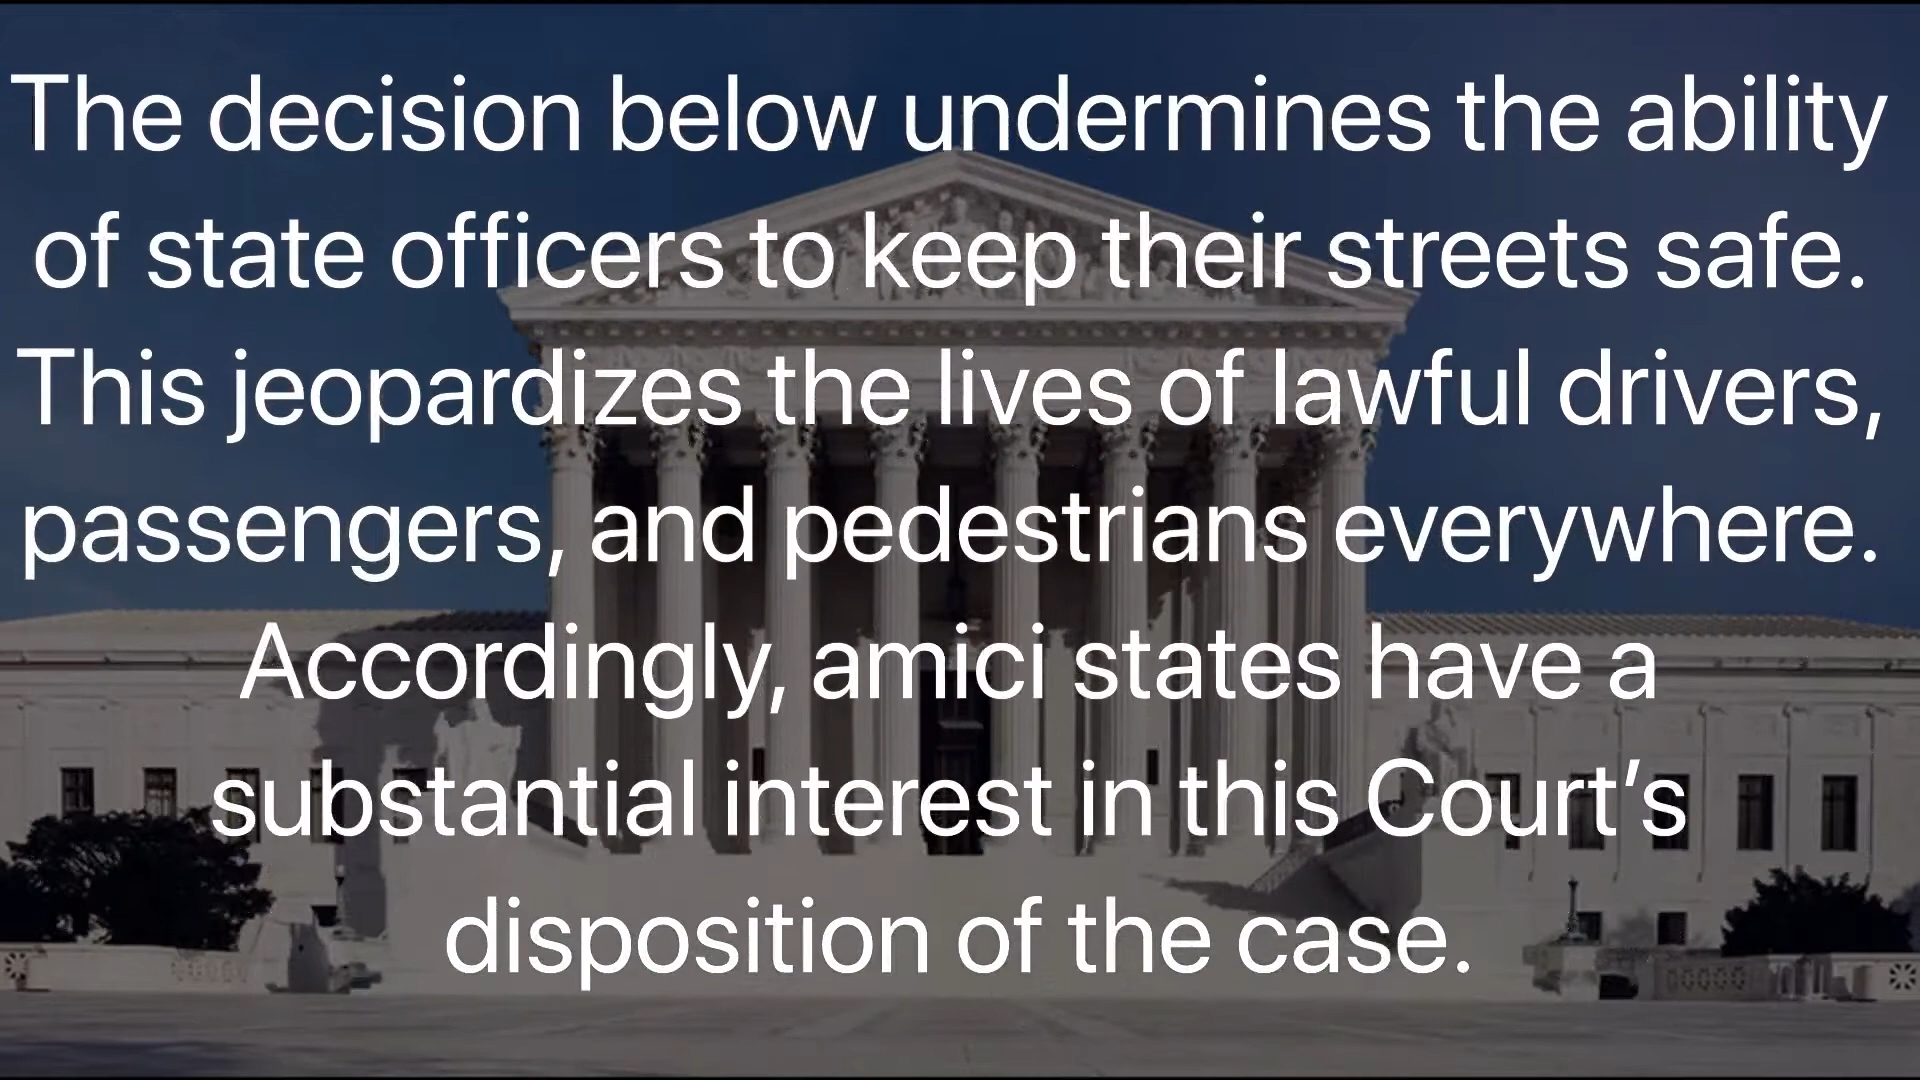 The decision below undermines the ability
of state officers to keep their streets safe.
This jeopardizes the lives of lawful drivers,
passengers, and pedestrians everywhere.
Accordingly, amici states have a
substantial interest in this Court’s
disposition of the case.